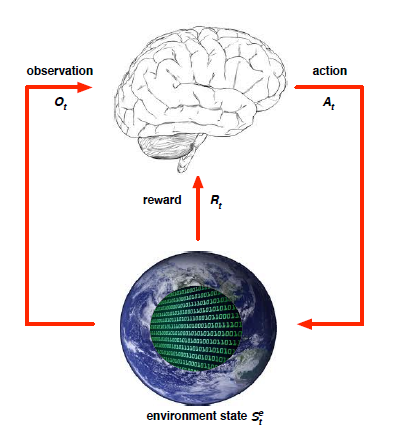 observation
action
O_t
A_t
reward R_t
environment state S_t^e